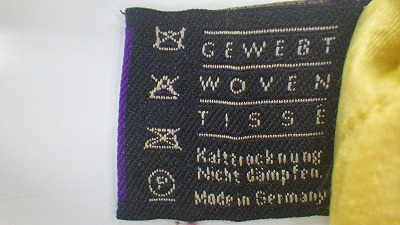 GEWEBT
WOVEN
TISSÉ
Kalttrocknung
Nicht dämpfen.
Made in Germany
P